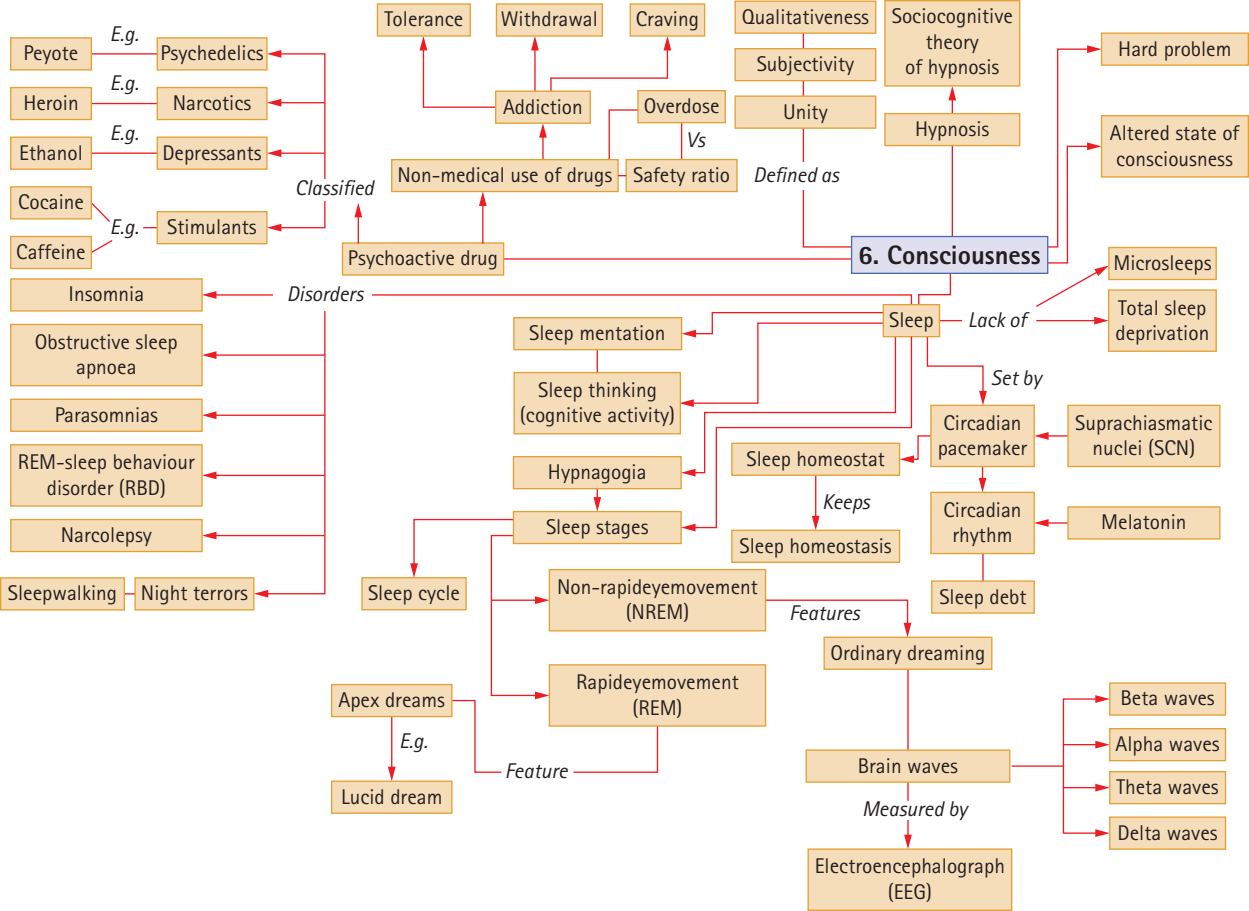 Tolerance
Withdrawal
Craving
Qualitativeness
Sociocognitive
theory
of hypnosis
Hard problem
Peyote
E.g.
Psychedelics
Subjectivity
Heroin
E.g.
Narcotics
Addiction
Overdose
Unity
Hypnosis
Ethanol
E.g.
Depressants
Vs
Altered state of
consciousness
Classified
Non-medical use of drugs
Safety ratio
Defined as
Cocaine
E.g.
Stimulants
Caffeine
Psychoactive drug
6. Consciousness
Insomnia
Disorders
Microsleeps
Sleep
Lack of
Total sleep
deprivation
Obstructive sleep
apnoea
Sleep mentation
Set by
Parasomnias
Sleep thinking
(cognitive activity)
Circadian
pacemaker
Suprachiasmatic
nuclei (SCN)
REM-sleep behaviour
disorder (RBD)
Hypnagogia
Sleep homeostat
Keeps
Narcolepsy
Sleep stages
Sleep homeostasis
Circadian
rhythm
Melatonin
Sleepwalking
Night terrors
Sleep cycle
Non-rapideyemovement
(NREM)
Features
Sleep debt
Ordinary dreaming
Apex dreams
Rapideyemovement
(REM)
E.g.
Feature
Lucid dream
Brain waves
Beta waves
Alpha waves
Theta waves
Delta waves
Measured by
Electroencephalograph
(EEG)